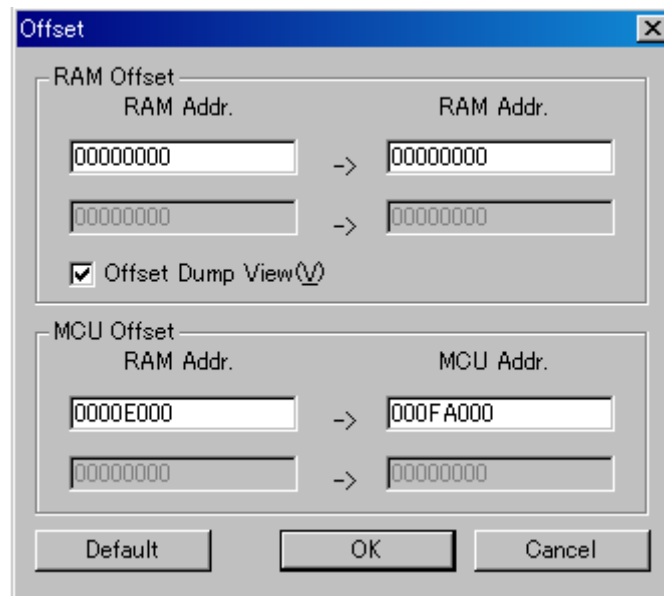 Offset
RAM Offset
RAM Addr. RAM Addr.
00000000 -> 00000000
00000000 -> 00000000
Offset Dump View(V)
MCU Offset
RAM Addr. MCU Addr.
0000E000 -> 000FA000
00000000 -> 00000000
Default OK Cancel